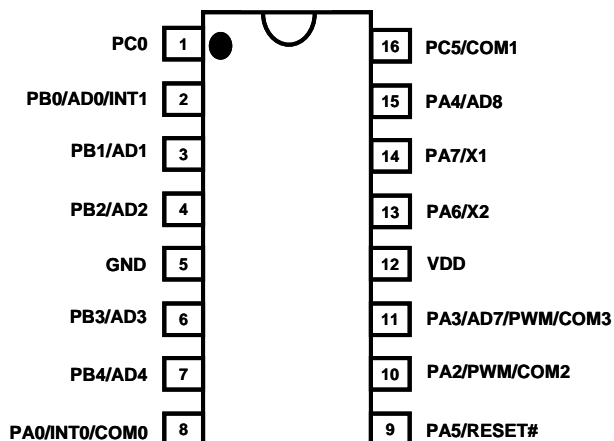 PC0 1 16 PC5/COM1
PB0/AD0/INT1 2 15 PA4/AD8
PB1/AD1 3 14 PA7/X1
PB2/AD2 4 13 PA6/X2
GND 5 12 VDD
PB3/AD3 6 11 PA3/AD7/PWM/COM3
PB4/AD4 7 10 PA2/PWM/COM2
PA0/INT0/COM0 8 9 PA5/RESET#